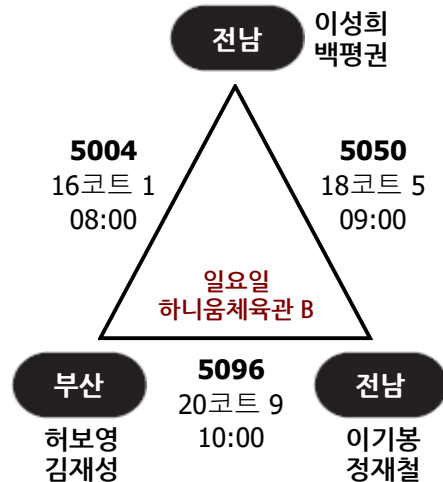 전남
이성희
백평권
5004
16코트 1
08:00
5050
18코트 5
09:00
일요일
하니움체육관 B
부산
허보영
김재성
5096
20코트 9
10:00
전남
이기봉
정재철